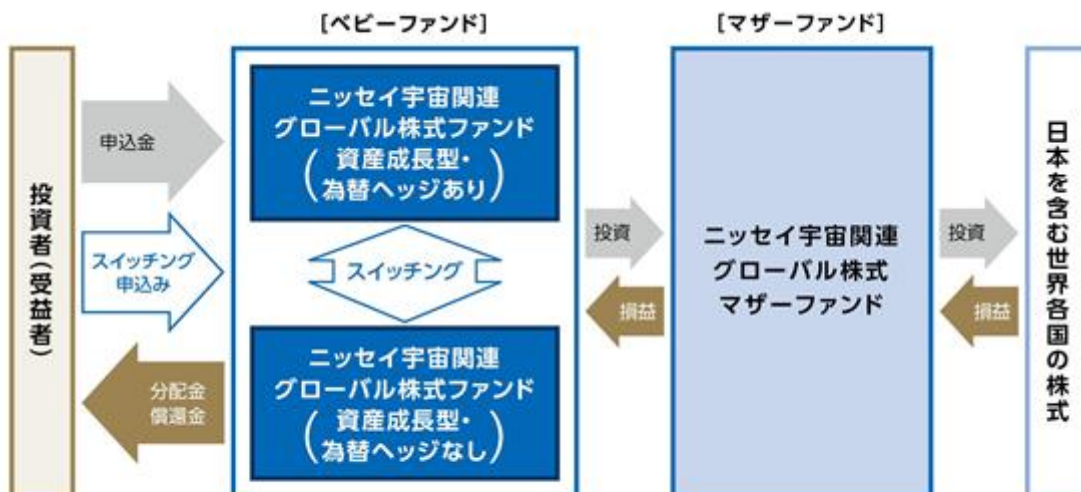 [ベビーファンド]
[マザーファンド]
投資者(受益者)
申込金
スイッチング
申込み
分配金
償還金
ニッセイ宇宙関連
グローバル株式ファンド
(資産成長型・
為替ヘッジあり)
スイッチング
ニッセイ宇宙関連
グローバル株式ファンド
(資産成長型・
為替ヘッジなし)
投資
損益
ニッセイ宇宙関連
グローバル株式
マザーファンド
投資
損益
日本を含む世界各国の株式